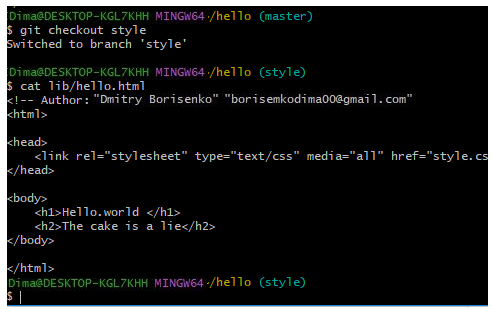 Dima@DESKTOP-KGL7KHH MINGW64 ~/hello (master)
$ git checkout style
Switched to branch 'style'
Dima@DESKTOP-KGL7KHH MINGW64 ~/hello (style)
$ cat lib/hello.html
<!-- Author: "Dmitry Borisenko" "borisemkodima00@gmail.com"
<html>
<head>
    <link rel="stylesheet" type="text/css" media="all" href="style.cs
</head>
<body>
    <h1>Hello.world </h1>
    <h2>The cake is a lie</h2>
</body>
</html>
Dima@DESKTOP-KGL7KHH MINGW64 ~/hello (style)
$